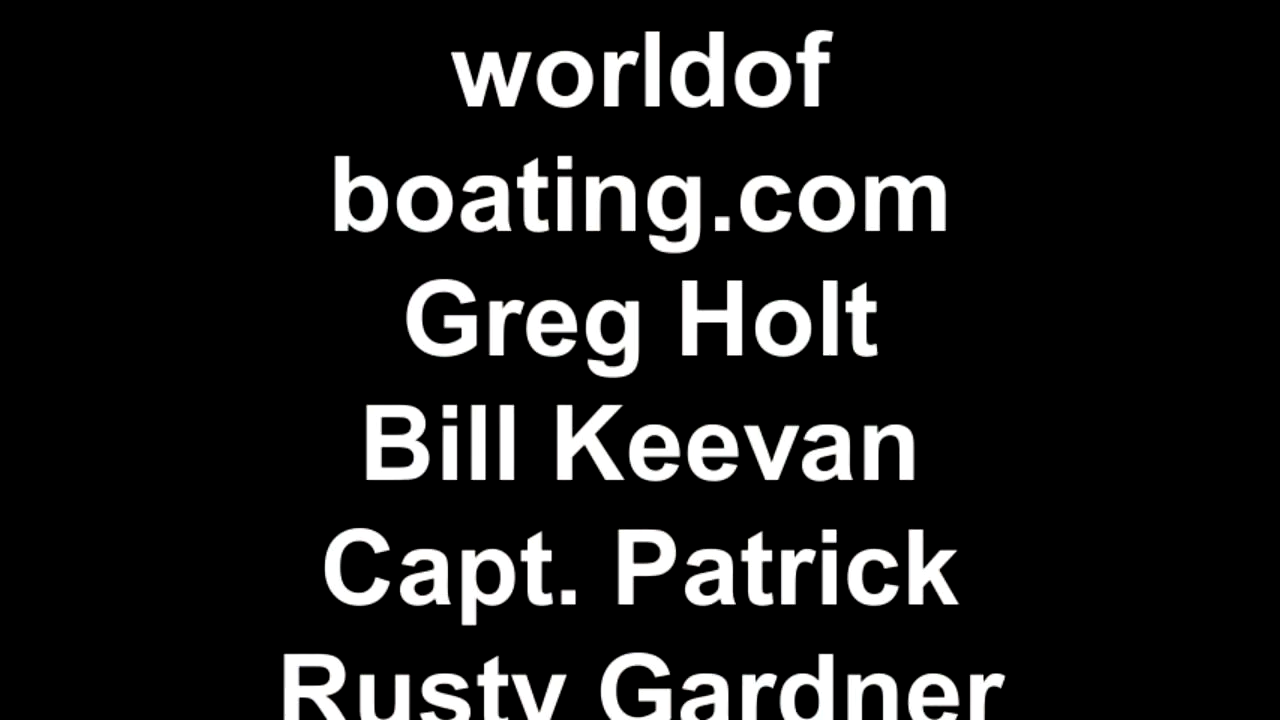 worldof
boating.com
Greg Holt
Bill Keevan
Capt. Patrick
Rusty Gardner